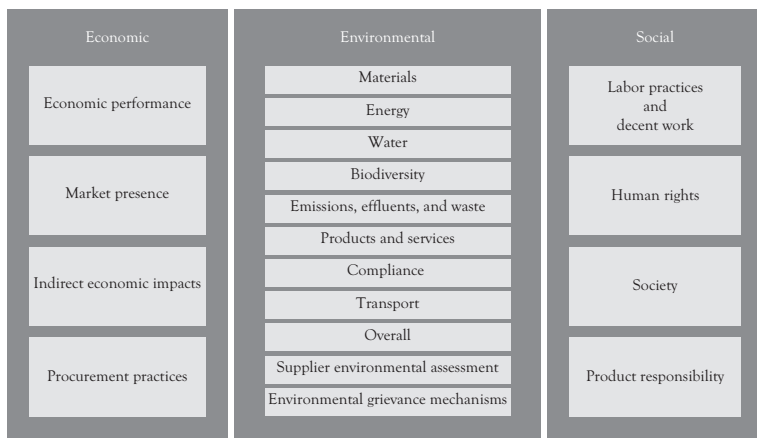 Economic
Economic performance
Market presence
Indirect economic impacts
Procurement practices
Environmental
Materials
Energy
Water
Biodiversity
Emissions, effluents, and waste
Products and services
Compliance
Transport
Overall
Supplier environmental assessment
Environmental grievance mechanisms
Social
Labor practices
and
decent work
Human rights
Society
Product responsibility